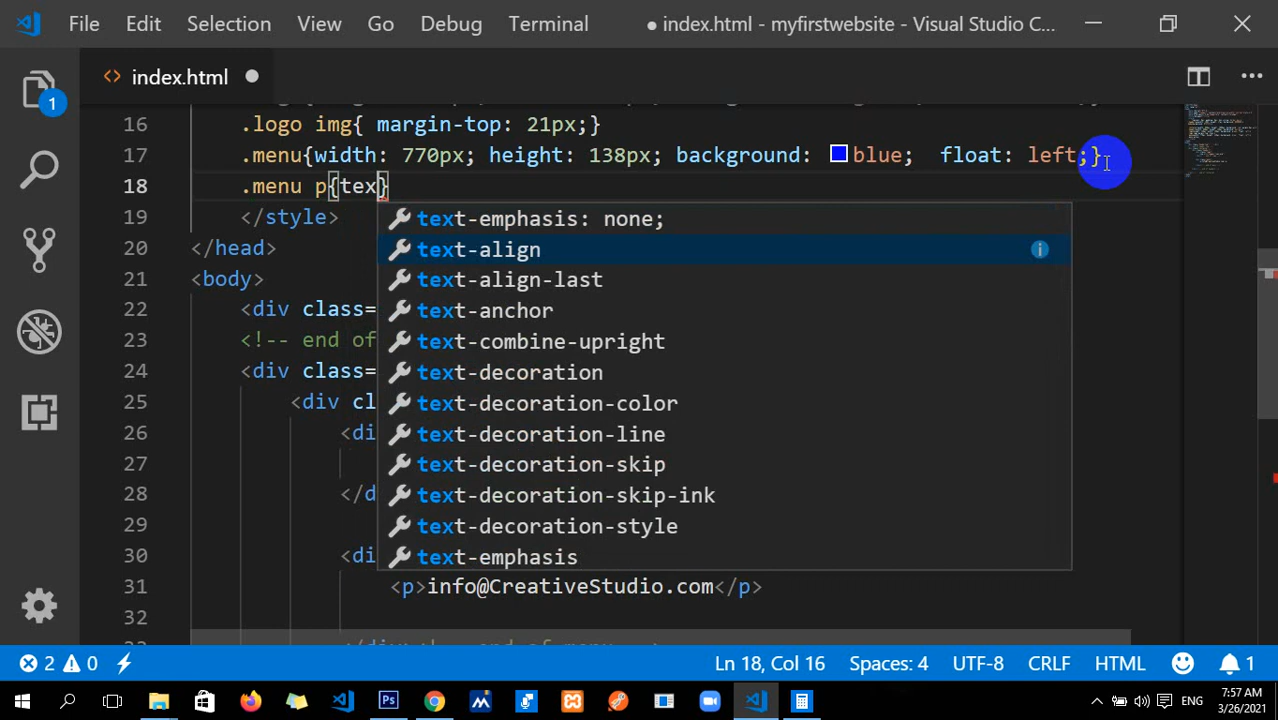 File Edit Selection View Go Debug Terminal ● index.html - myfirstwebsite - Visual Studio C...
index.html
16 .logo img{ margin-top: 21px;}
17 .menu{width: 770px; height: 138px; background: blue; float: left;}
18 .menu p{tex}
19 </style>
20 </head>
21 <body>
22 <div class=
23 <!-- end of
24 <div class=
25 <div cl
26 <di
27
28 </d
29
30 <di
31 <p>info@CreativeStudio.com</p>
32
text-emphasis: none;
text-align
text-align-last
text-anchor
text-combine-upright
text-decoration
text-decoration-color
text-decoration-line
text-decoration-skip
text-decoration-skip-ink
text-decoration-style
text-emphasis
1
2 0 Ln 18, Col 16 Spaces: 4 UTF-8 CRLF HTML 1
ENG 7:57 AM
3/26/2021